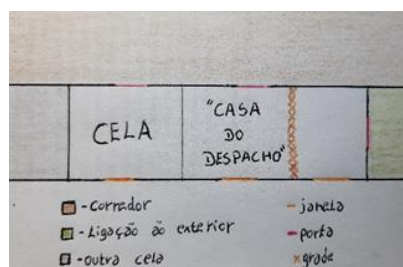 CELA
"CASA
DO
DESPACHO"
- Corredor
- Ligação ao exterior
- outra cela
- janela
- porta
- grade